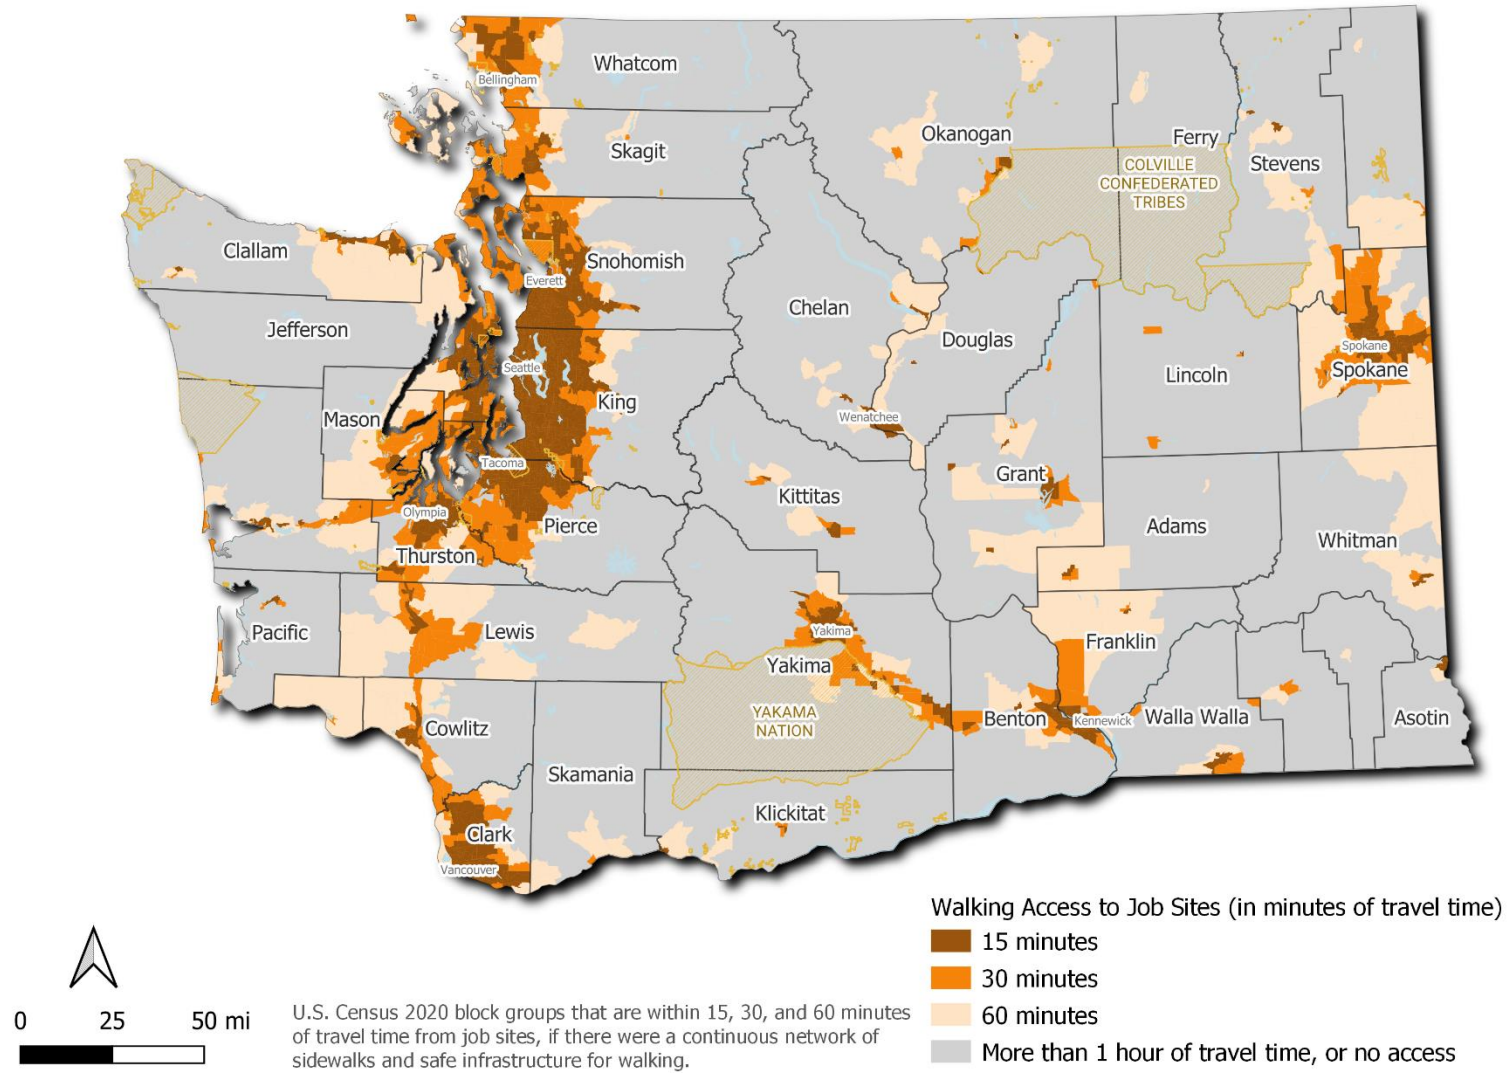 Whatcom
Bellingham
Okanogan
Ferry
Skagit
Stevens
COLVILLE
CONFEDERATED
TRIBES
Clallam
Snohomish
Everett
Chelan
Jefferson
Douglas
Spokane
Seattle
Spokane
Lincoln
King
Mason
Wenatchee
Tacoma
Grant
Kittitas
Olympia
Pierce
Adams
Whitman
Thurston
Pacific
Lewis
Yakima
Franklin
Yakima
YAKAMA
NATION
Benton
Kennewick
Walla Walla
Asotin
Cowlitz
Skamania
Klickitat
Clark
Vancouver
Walking Access to Job Sites (in minutes of travel time)
15 minutes
30 minutes
60 minutes
More than 1 hour of travel time, or no access
0 25 50 mi
U.S. Census 2020 block groups that are within 15, 30, and 60 minutes
of travel time from job sites, if there were a continuous network of
sidewalks and safe infrastructure for walking.